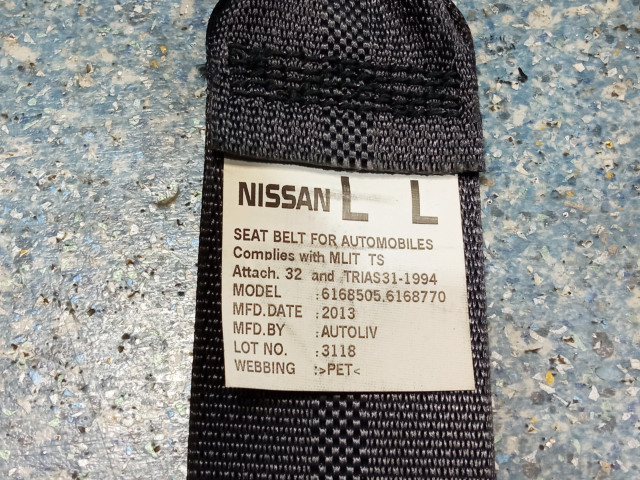 NISSAN L L
SEAT BELT FOR AUTOMOBILES
Complies with MLIT TS
Attach. 32 and TRIAS31-1994
MODEL :6168505.6168770
MFD.DATE :2013
MFD.BY :AUTOLIV
LOT NO. :3118
WEBBING :>PET<